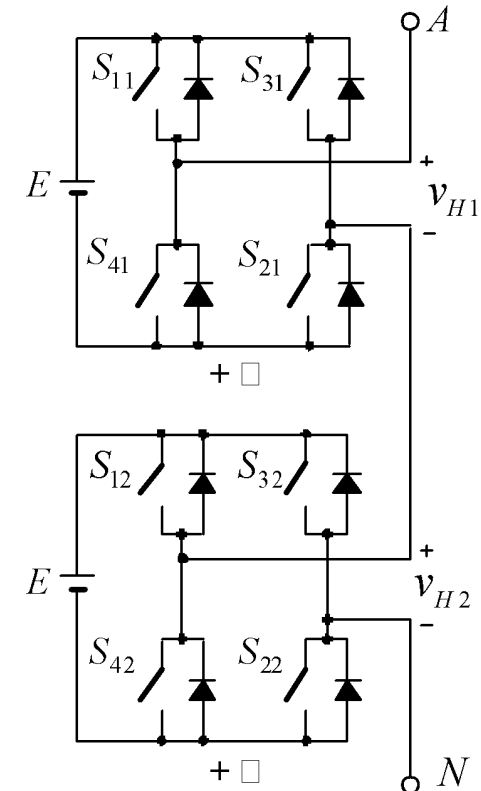 A
S11
S31
+
E
vH1
−
S41
S21
+ □
S12
S32
+
E
vH2
−
S42
S22
+ □
N